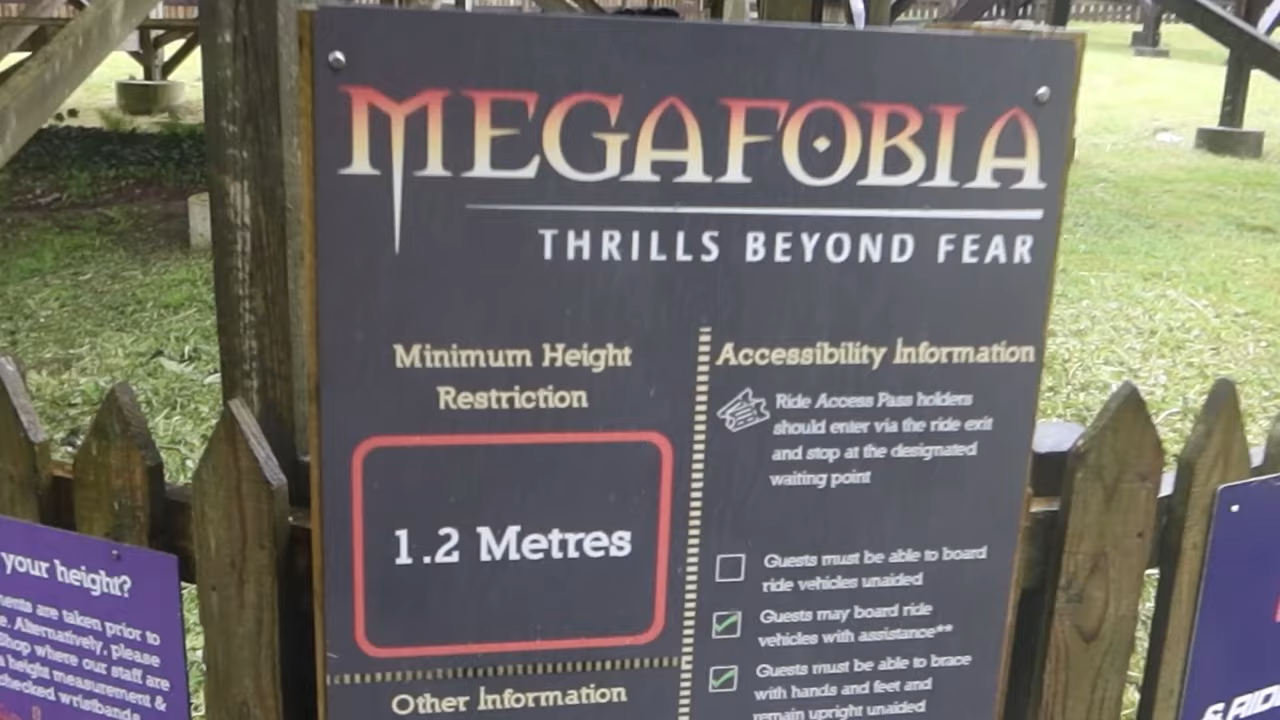 MEGAFOBIA
THRILLS BEYOND FEAR
Minimum Height
Restriction
1.2 Metres
Other Information
Accessibility Information
Ride Access Pass holders
should enter via the ride exit
and stop at the designated
waiting point
Guests must be able to board
ride vehicles unaided
Guests may board ride
vehicles with assistance**
Guests must be able to brace
with hands and feet and
remain upright unaided
your height?
are taken prior to
Alternatively, please
Shop where our staff are
height measurement &
checked wristbands